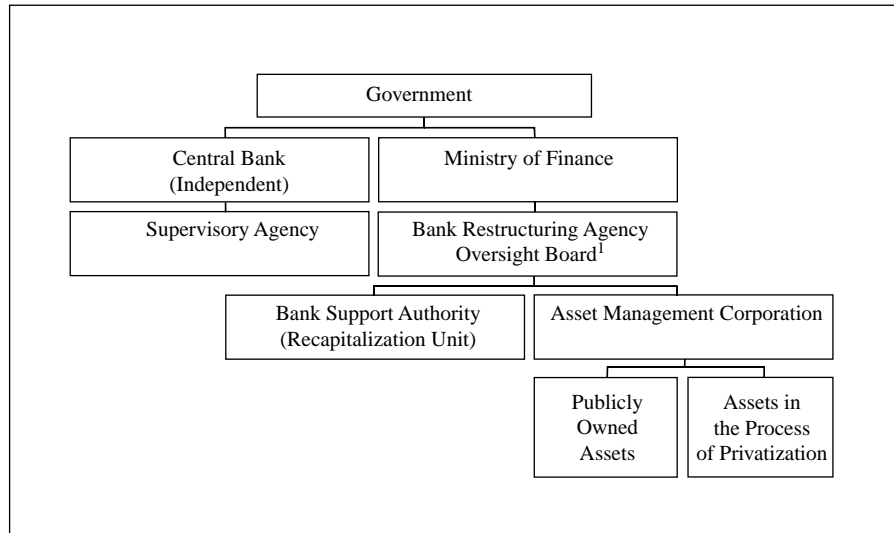 Government
Central Bank
(Independent)
Ministry of Finance
Supervisory Agency
Bank Restructuring Agency
Oversight Board¹
Bank Support Authority
(Recapitalization Unit)
Asset Management Corporation
Publicly
Owned
Assets
Assets in
the Process
of Privatization